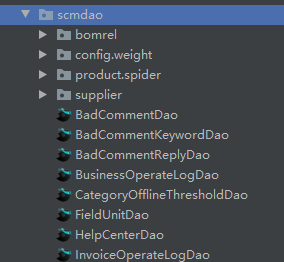 scmdao
bomrel
config.weight
product.spider
supplier
BadCommentDao
BadCommentKeywordDao
BadCommentReplyDao
BusinessOperateLogDao
CategoryOfflineThresholdDao
FieldUnitDao
HelpCenterDao
InvoiceOperateLogDao